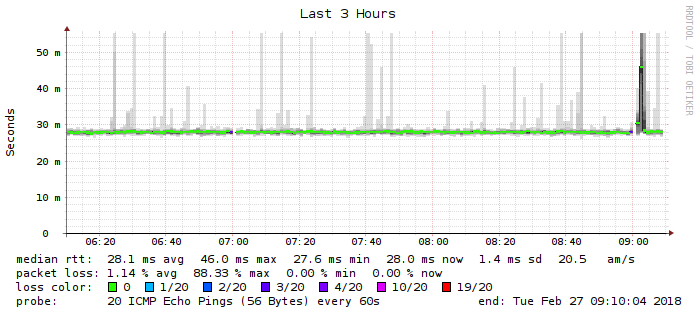 Last 3 Hours
RRDTOOL / TOBI OETIKER
Seconds
50 m
40 m
30 m
20 m
10 m
0
06:20 06:40 07:00 07:20 07:40 08:00 08:20 08:40 09:00
median rtt: 28.1 ms avg 46.0 ms max 27.6 ms min 28.0 ms now 1.4 ms sd 20.5 am/s
packet loss: 1.14 % avg 88.33 % max 0.00 % min 0.00 % now
loss color: 0 1/20 2/20 3/20 4/20 10/20 19/20
probe: 20 ICMP Echo Pings (56 Bytes) every 60s end: Tue Feb 27 09:10:04 2018